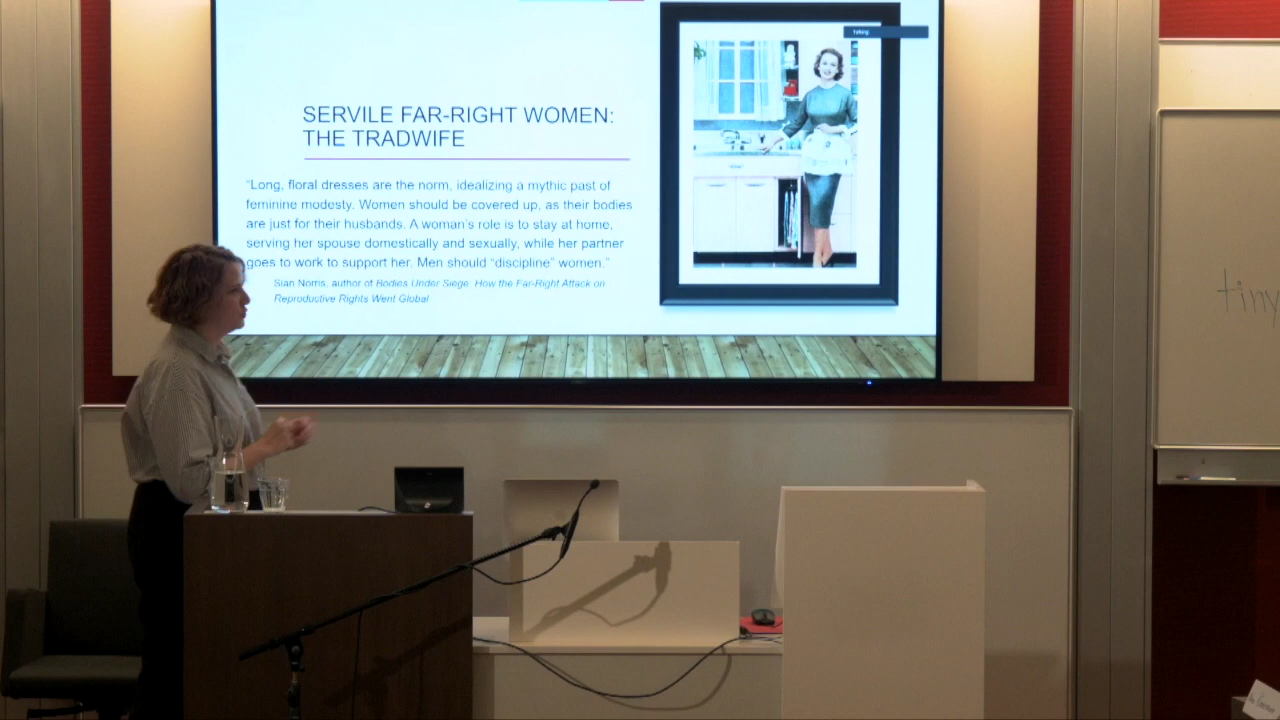 Talking:
SERVILE FAR-RIGHT WOMEN:
THE TRADWIFE
“Long, floral dresses are the norm, idealizing a mythic past of
feminine modesty. Women should be covered up, as their bodies
are just for their husbands. A woman’s role is to stay at home,
serving her spouse domestically and sexually, while her partner
goes to work to support her. Men should “discipline” women.”
Sian Norris, author of Bodies Under Siege: How the Far-Right Attack on
Reproductive Rights Went Global
tiny